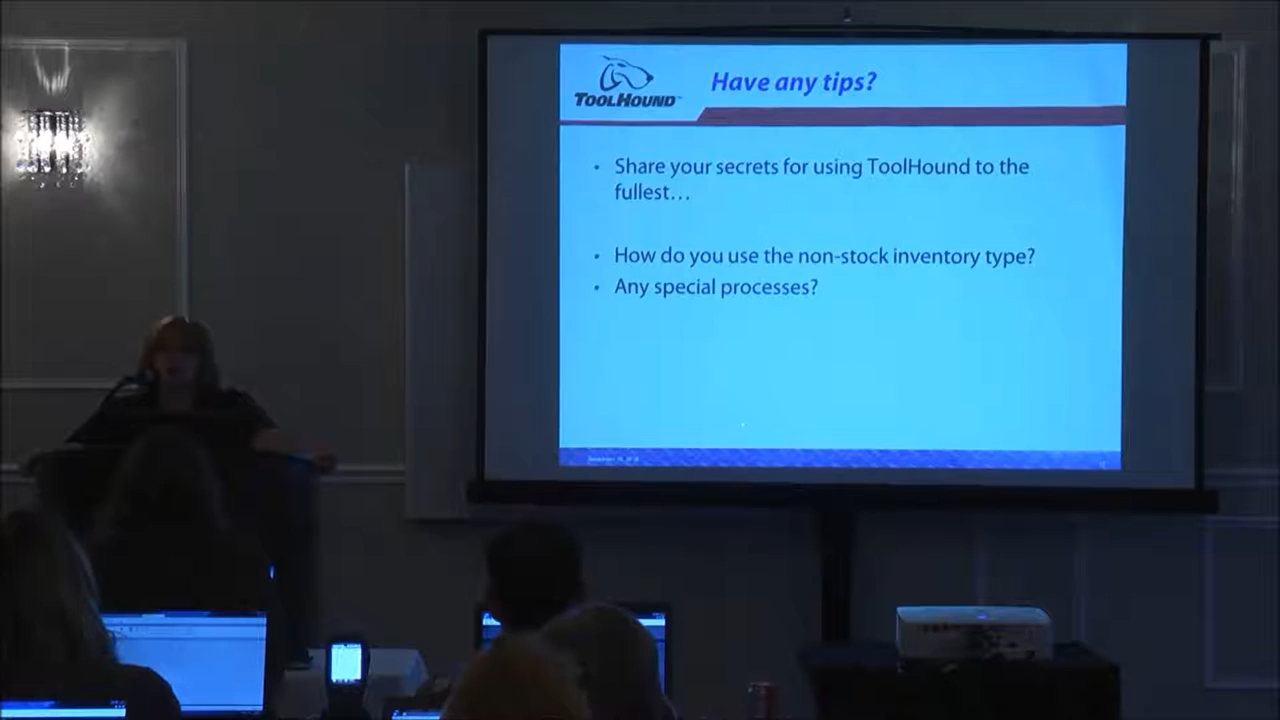 TOOLHOUND
Have any tips?
• Share your secrets for using ToolHound to the
fullest…
• How do you use the non-stock inventory type?
• Any special processes?